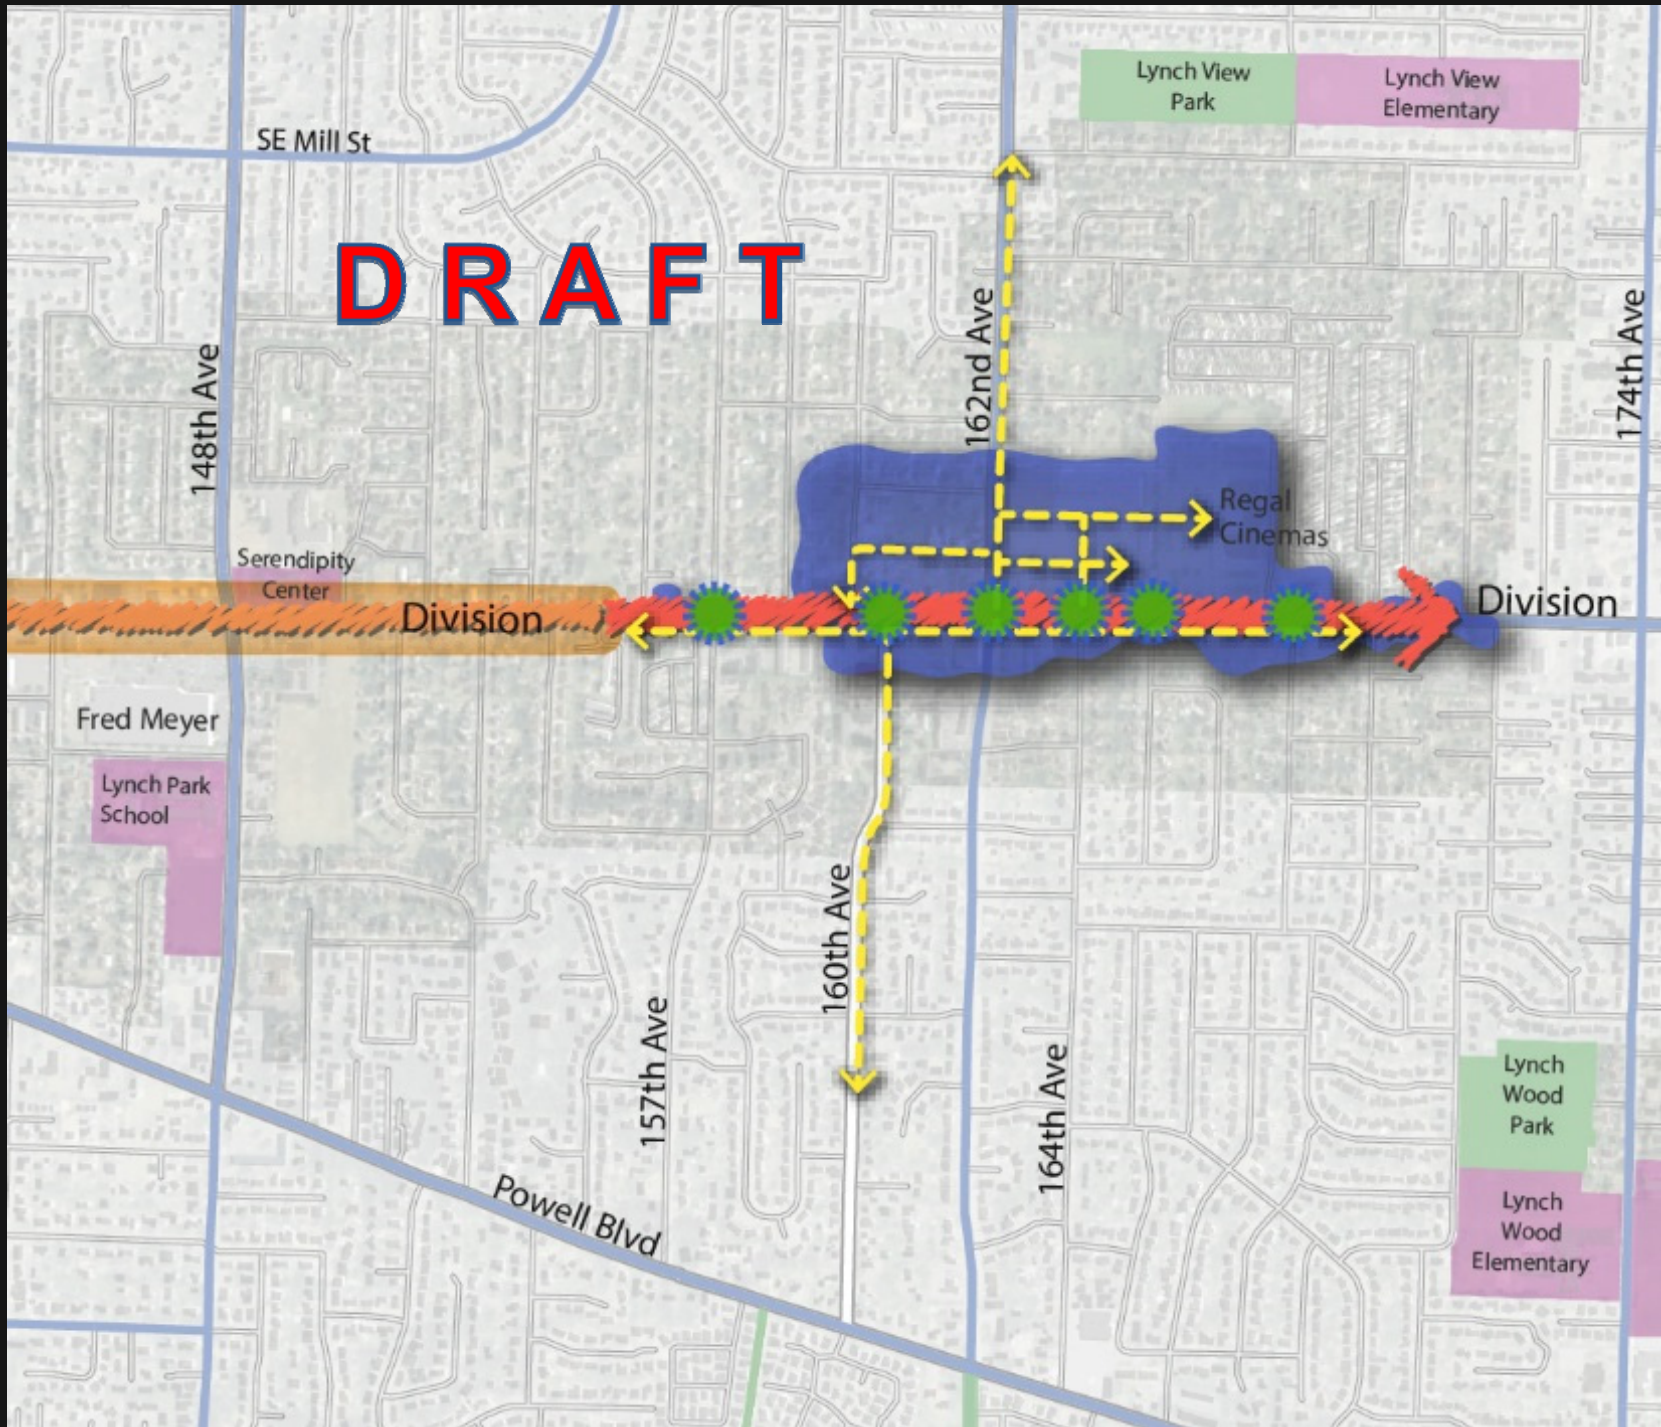 Lynch View
Park
Lynch View
Elementary
SE Mill St
D R A F T
162nd Ave
174th Ave
148th Ave
Regal
Cinemas
Serendipity
Center
Division
Division
Fred Meyer
Lynch Park
School
160th Ave
157th Ave
164th Ave
Lynch
Wood
Park
Powell Blvd
Lynch
Wood
Elementary